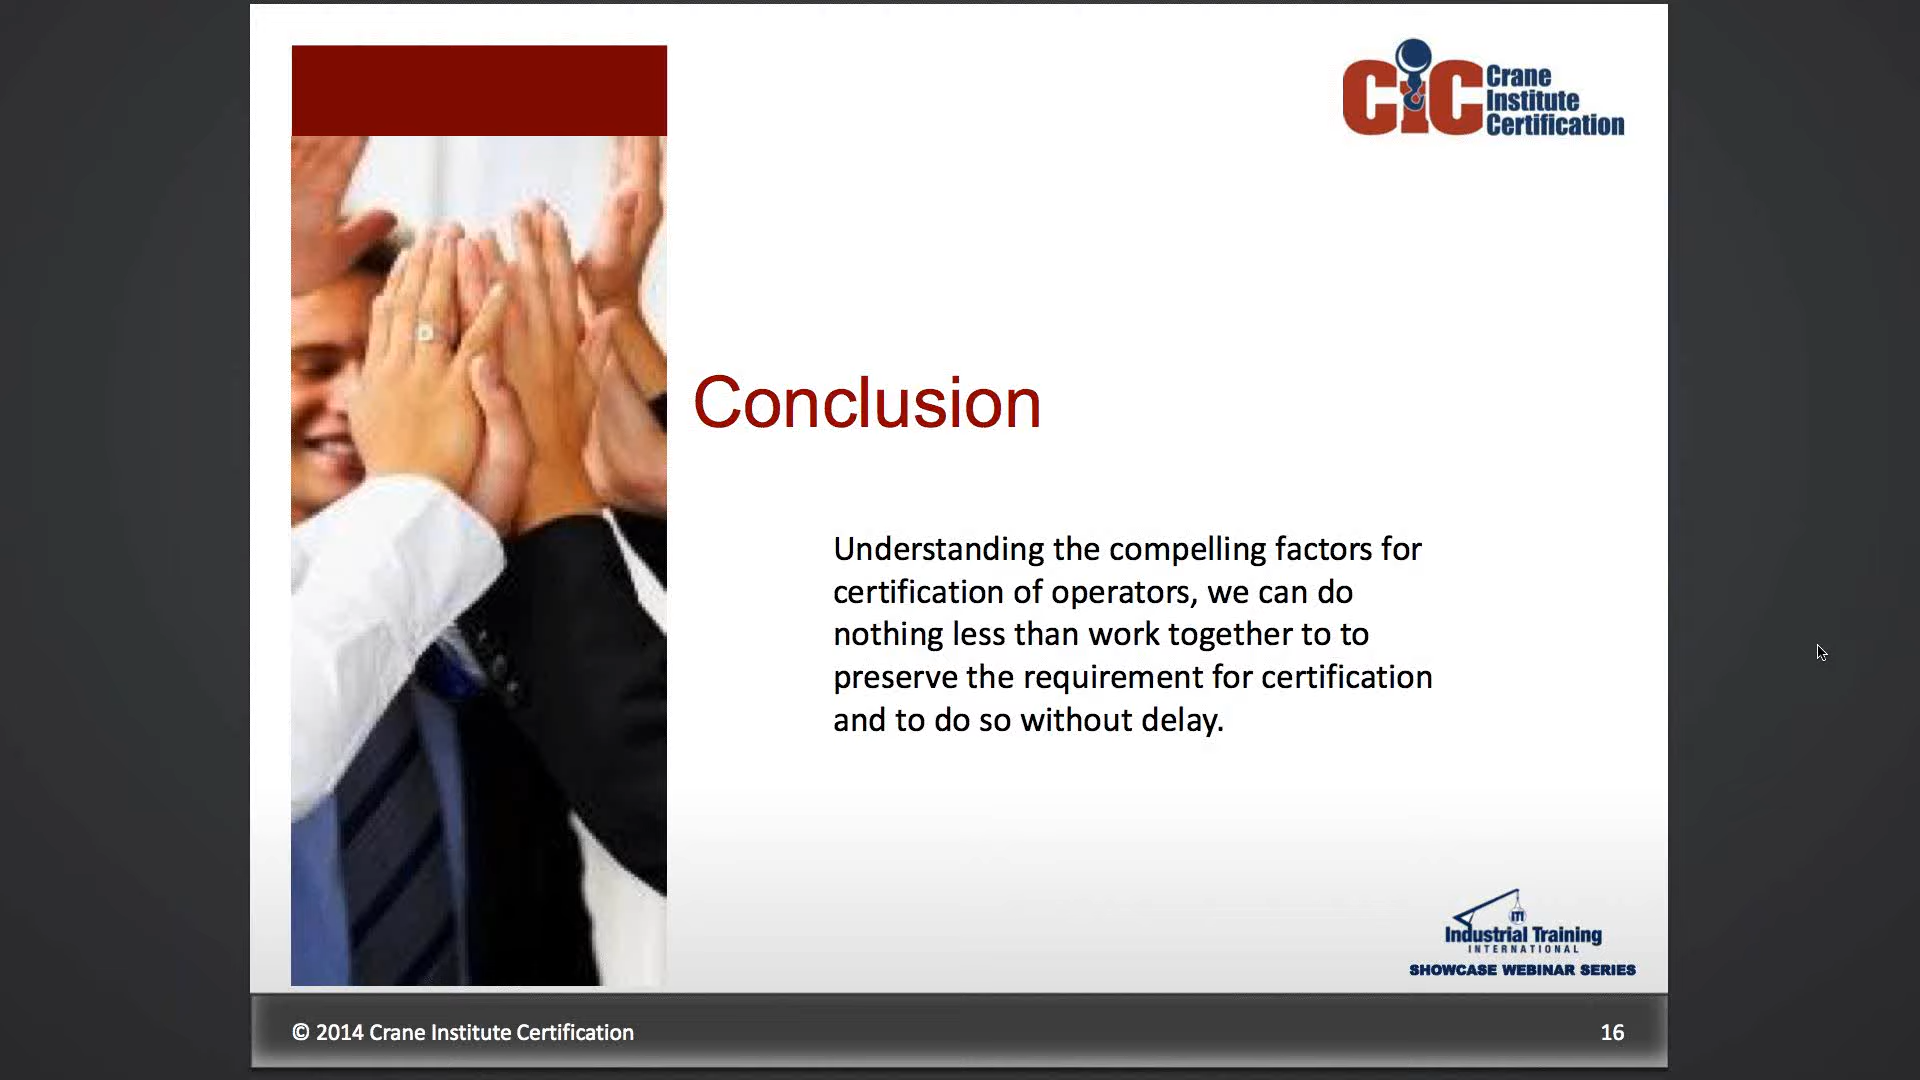 CiC
Crane
Institute
Certification
Conclusion
Understanding the compelling factors for
certification of operators, we can do
nothing less than work together to to
preserve the requirement for certification
and to do so without delay.
ITI
Industrial Training
INTERNATIONAL
SHOWCASE WEBINAR SERIES
© 2014 Crane Institute Certification
16